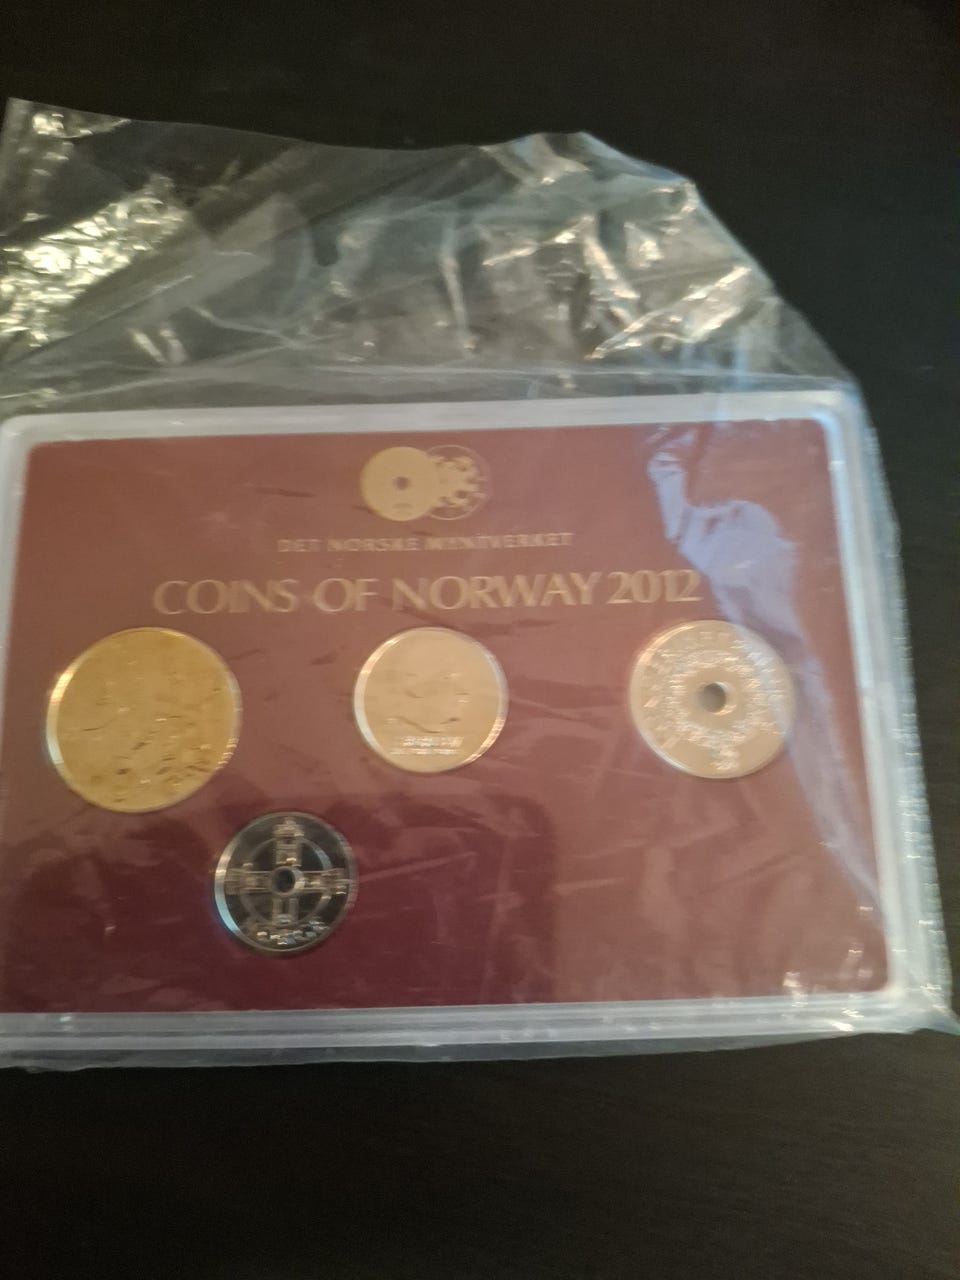 DET NORSKE MYNTVERKET
COINS OF NORWAY 2012